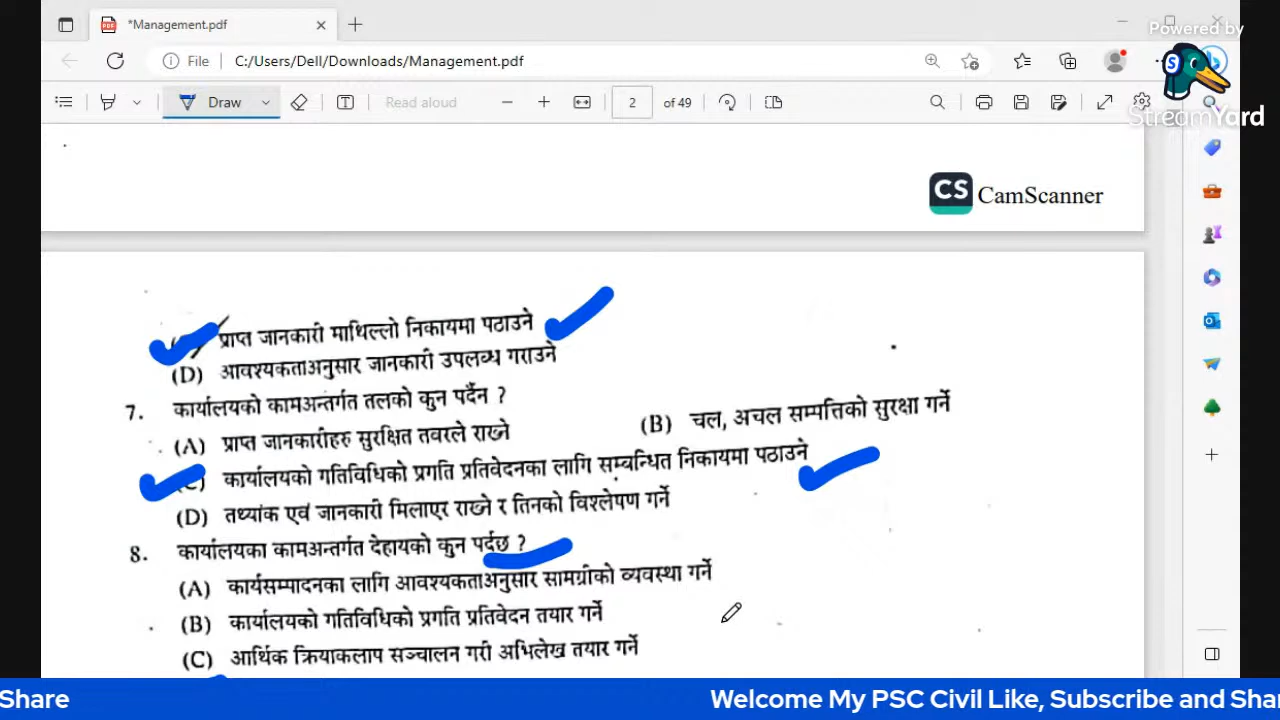 *Management.pdf
Powered by
File C:/Users/Dell/Downloads/Management.pdf
Draw Read aloud 2 of 49
StreamYard
CS CamScanner
प्राप्त जानकारी माथिल्लो निकायमा पठाउने
(D) आवश्यकताअनुसार जानकारी उपलब्ध गराउने
7. कार्यालयको कामअन्तर्गत तलको कुन पर्दैन ?
(A) प्राप्त जानकारीहरु सुरक्षित तवरले राख्ने (B) चल, अचल सम्पत्तिको सुरक्षा गर्ने
कार्यालयको गतिविधिको प्रगति प्रतिवेदनका लागि सम्बन्धित निकायमा पठाउने
(D) तथ्यांक एवं जानकारी मिलाएर राख्ने र तिनको विश्लेषण गर्ने
8. कार्यालयका कामअन्तर्गत देहायको कुन पर्दछ ?
(A) कार्यसम्पादनका लागि आवश्यकताअनुसार सामग्रीको व्यवस्था गर्ने
(B) कार्यालयको गतिविधिको प्रगति प्रतिवेदन तयार गर्ने
(C) आर्थिक क्रियाकलाप सञ्चालन गरी अभिलेख तयार गर्ने
Share Welcome My PSC Civil Like, Subscribe and Shar